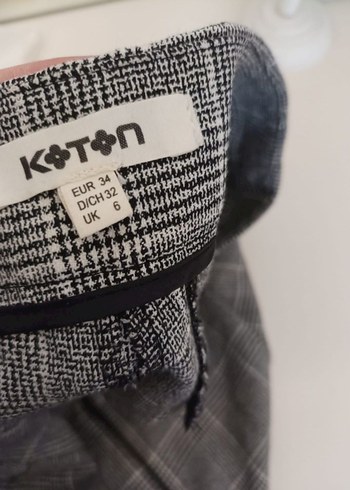 KOTON
EUR 34
D/CH 32
UK 6